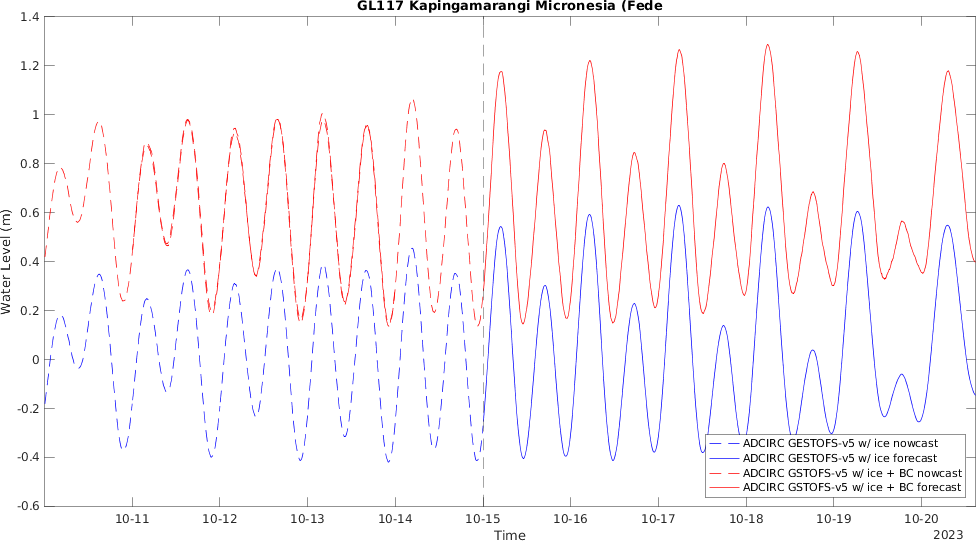 GL117 Kapingamarangi Micronesia (Fede
1.4
1.2
1
0.8
0.6
0.4
0.2
0
-0.2
-0.4
-0.6
Water Level (m)
10-11 10-12 10-13 10-14 10-15 10-16 10-17 10-18 10-19 10-20
Time
2023
ADCIRC GESTOFS-v5 w/ ice nowcast
ADCIRC GESTOFS-v5 w/ ice forecast
ADCIRC GSTOFS-v5 w/ ice + BC nowcast
ADCIRC GSTOFS-v5 w/ ice + BC forecast